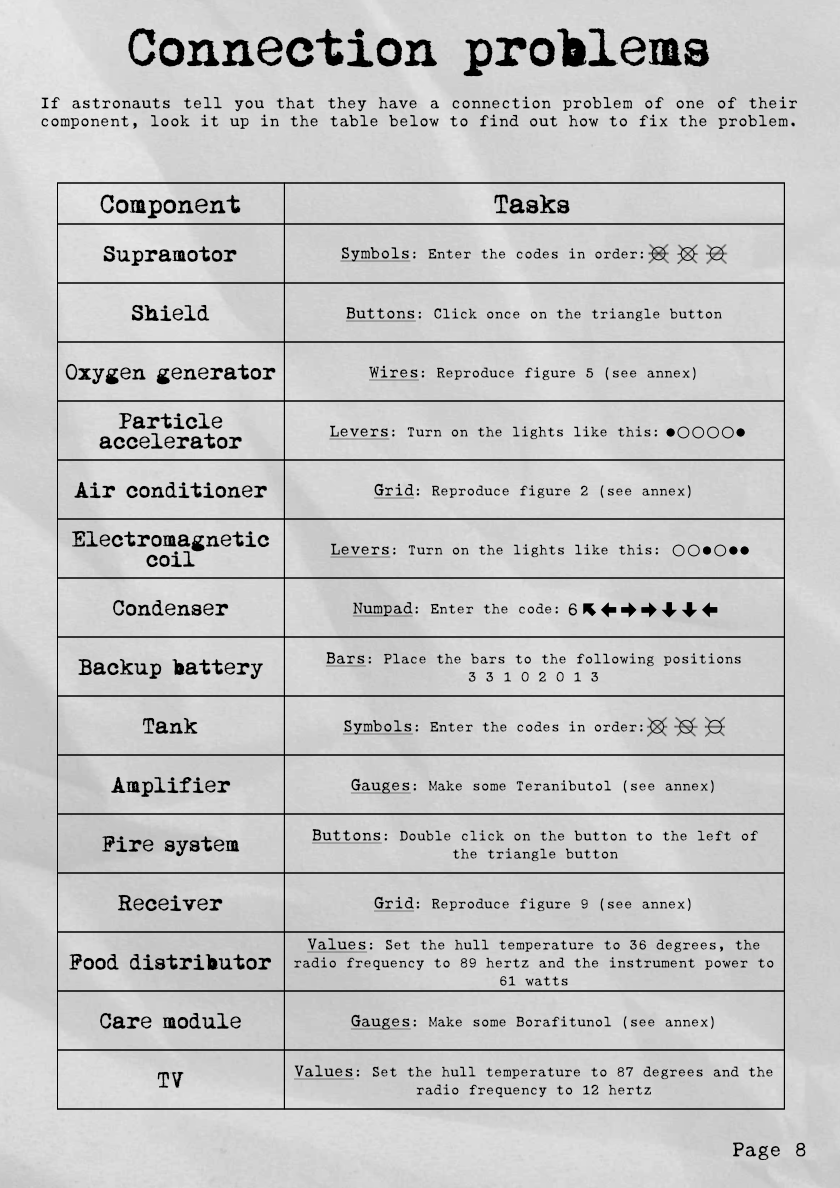 Connection problems
If astronauts tell you that they have a connection problem of one of their
component, look it up in the table below to find out how to fix the problem.
Component
Tasks
Supramotor
Symbols: Enter the codes in order:
Shield
Buttons: Click once on the triangle button
Oxygen generator
Wires: Reproduce figure 5 (see annex)
Particle
accelerator
Levers: Turn on the lights like this: ●○○○○●
Air conditioner
Grid: Reproduce figure 2 (see annex)
Electromagnetic
coil
Levers: Turn on the lights like this: ○○●○●●
Condenser
Numpad: Enter the code: 6 ↖ ← → → ↓ ↓ ←
Backup battery
Bars: Place the bars to the following positions
3 3 1 0 2 0 1 3
Tank
Symbols: Enter the codes in order:
Amplifier
Gauges: Make some Teranibutol (see annex)
Fire system
Buttons: Double click on the button to the left of
the triangle button
Receiver
Grid: Reproduce figure 9 (see annex)
Food distributor
Values: Set the hull temperature to 36 degrees, the
radio frequency to 89 hertz and the instrument power to
61 watts
Care module
Gauges: Make some Borafitunol (see annex)
TV
Values: Set the hull temperature to 87 degrees and the
radio frequency to 12 hertz
Page 8